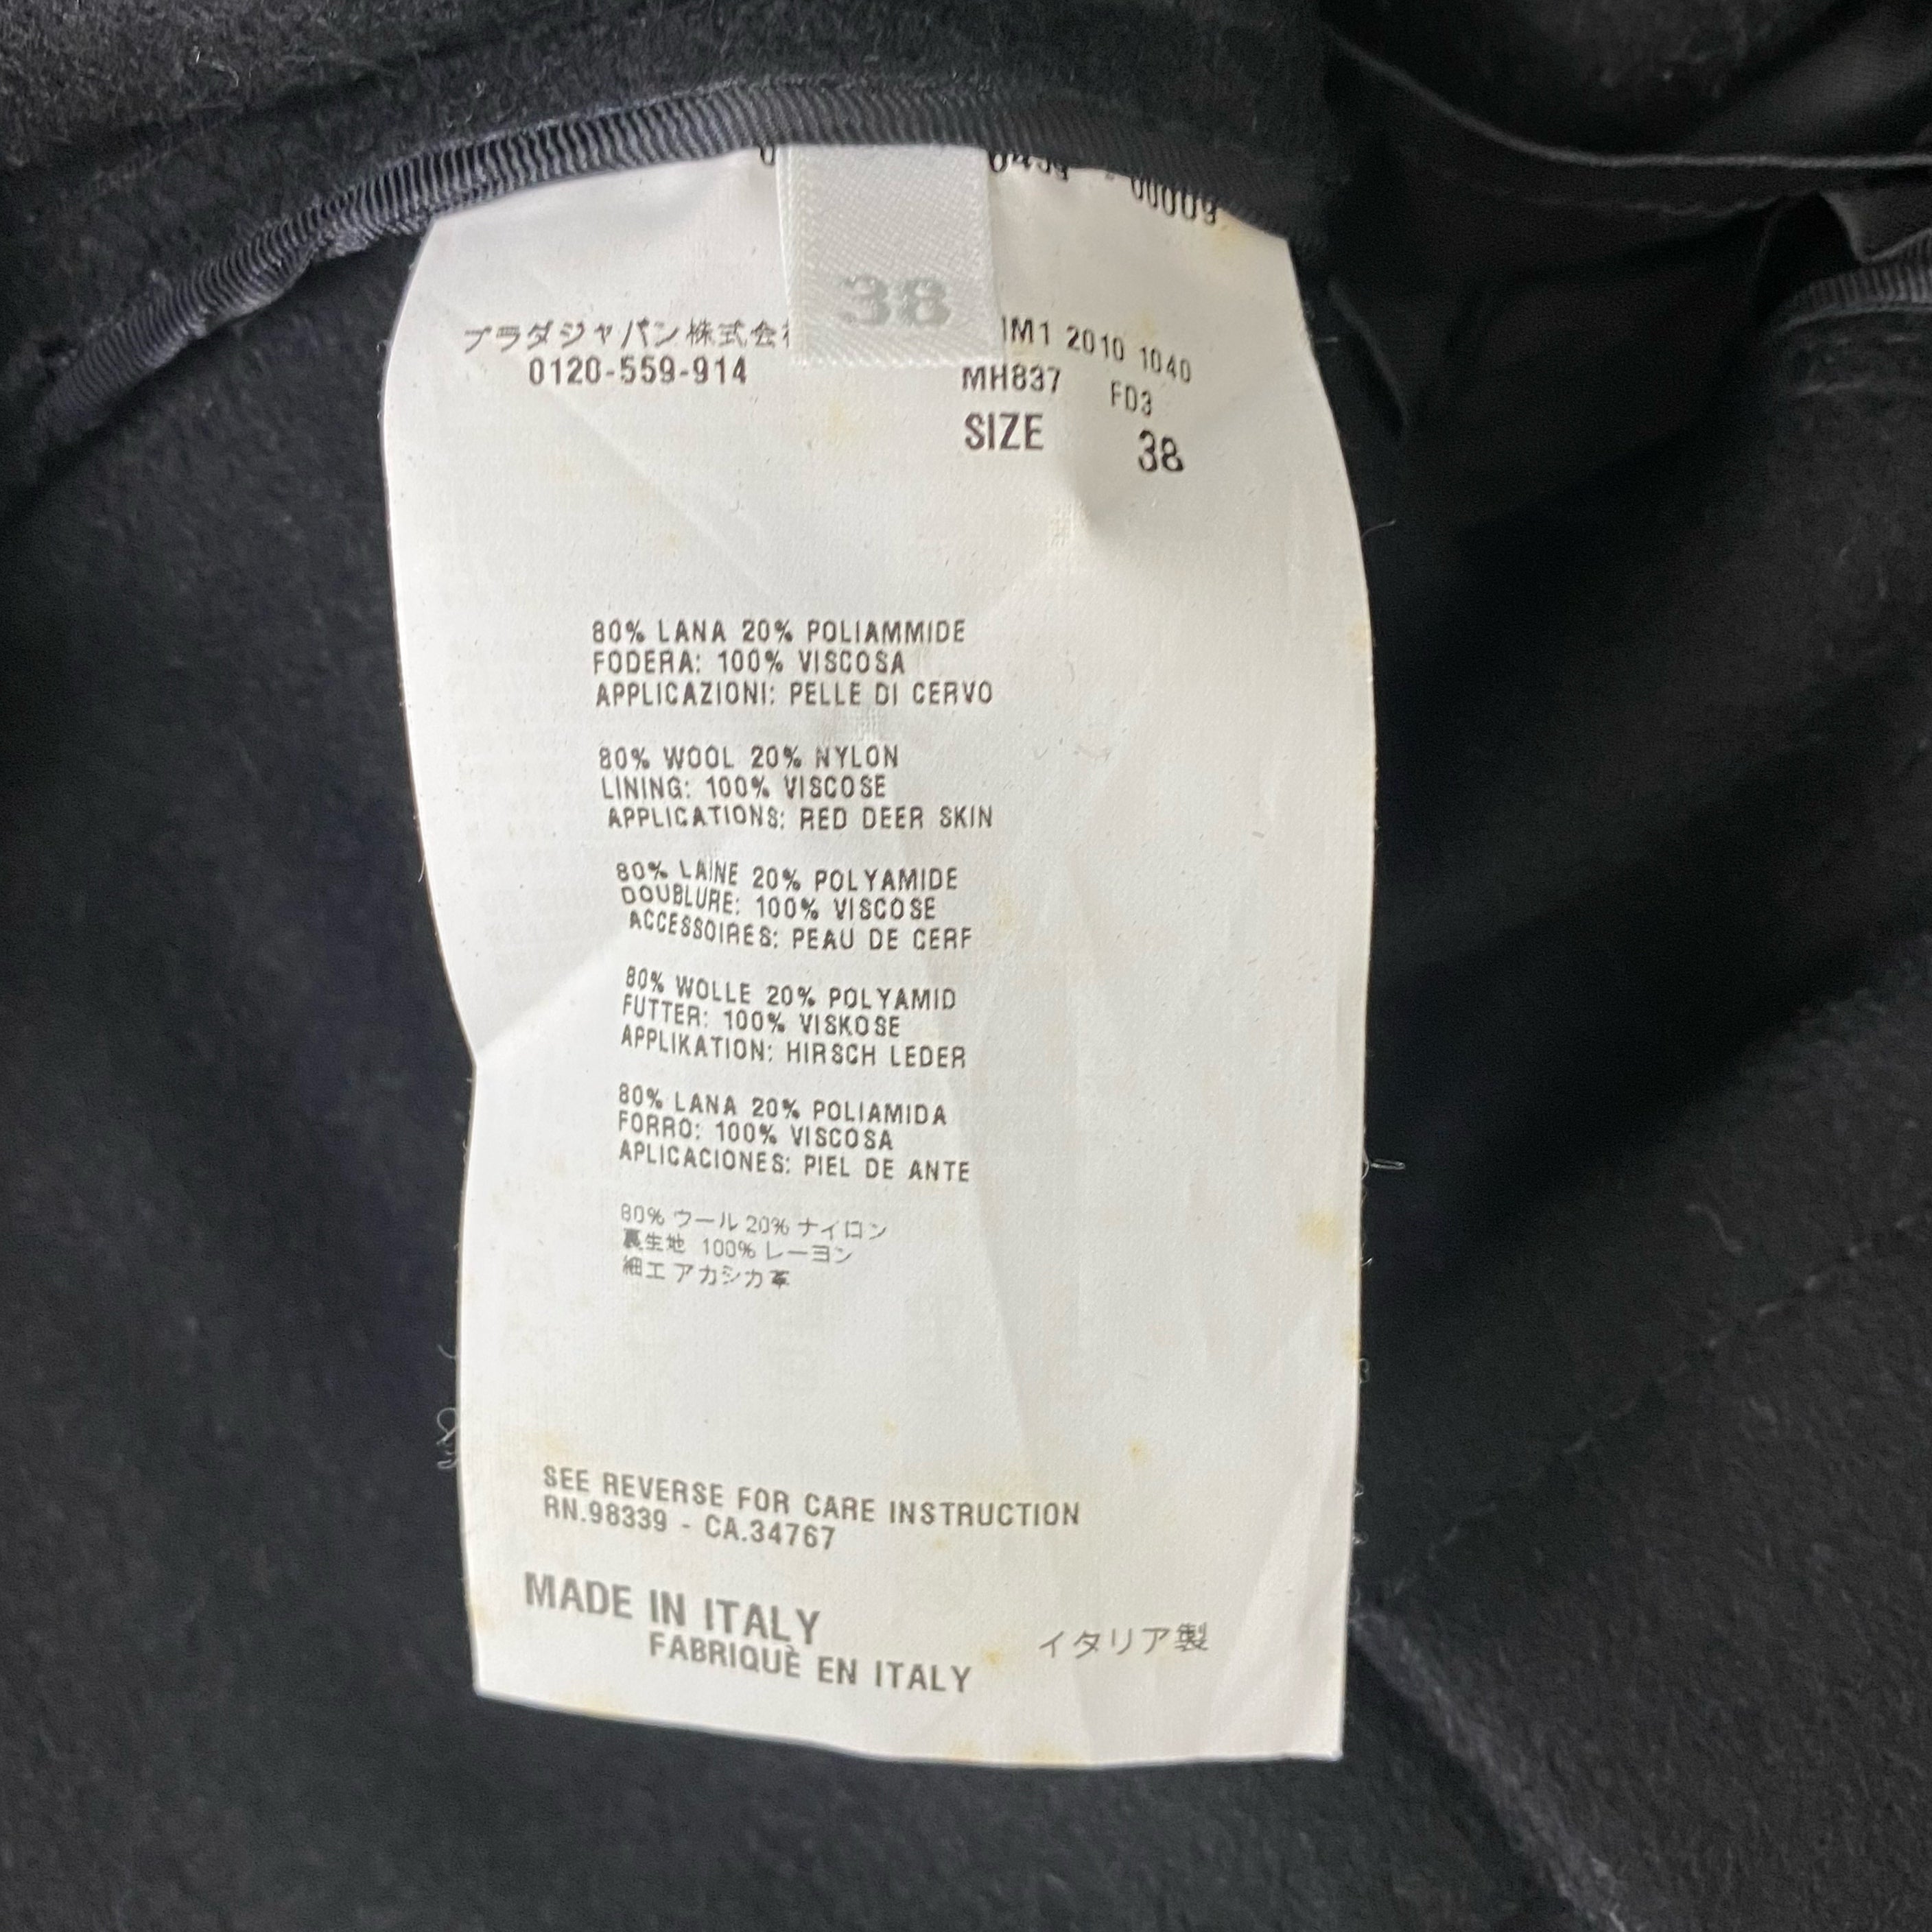 38
プラダジャパン株式会
0120-559-914
IM1 2010 1040
MH837 FD3
SIZE 38
80% LANA 20% POLIAMMIDE
FODERA: 100% VISCOSA
APPLICAZIONI: PELLE DI CERVO
80% WOOL 20% NYLON
LINING: 100% VISCOSE
APPLICATIONS: RED DEER SKIN
80% LAINE 20% POLYAMIDE
DOUBLURE: 100% VISCOSE
ACCESSOIRES: PEAU DE CERF
80% WOLLE 20% POLYAMID
FUTTER: 100% VISKOSE
APPLIKATION: HIRSCH LEDER
80% LANA 20% POLIAMIDA
FORRO: 100% VISCOSA
APLICACIONES: PIEL DE ANTE
80% ウール 20% ナイロン
裏生地 100% レーヨン
細工 アカシカ革
SEE REVERSE FOR CARE INSTRUCTION
RN.98339 - CA.34767
MADE IN ITALY
FABRIQUÈ EN ITALY
イタリア製